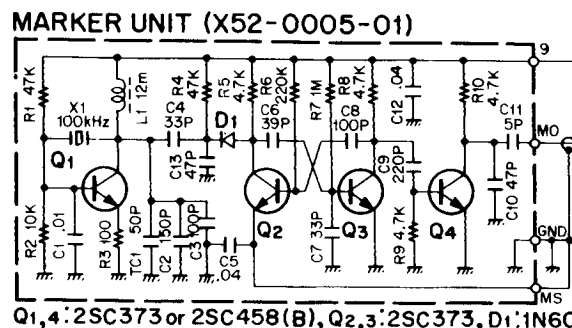 MARKER UNIT (X52-0005-01)
9
R1 47K
L1 12m
R4 47K
R5 4.7K
R6 220K
R7 1M
R8 4.7K
C12 .04
R10 4.7K
X1
100kHz
C4
33P
D1
C6
39P
C8
100P
C11
5P
MO
Q1
C13
47P
C9
220P
C10 47P
R2 10K
C1 .01
R3 100
TC1 50P
C2 150P
C3 100P
C5
.04
Q2
C7 33P
Q3
R9 4.7K
Q4
GND
MS
Q1,4:2SC373 or 2SC458(B), Q2,3:2SC373. D1:1N60